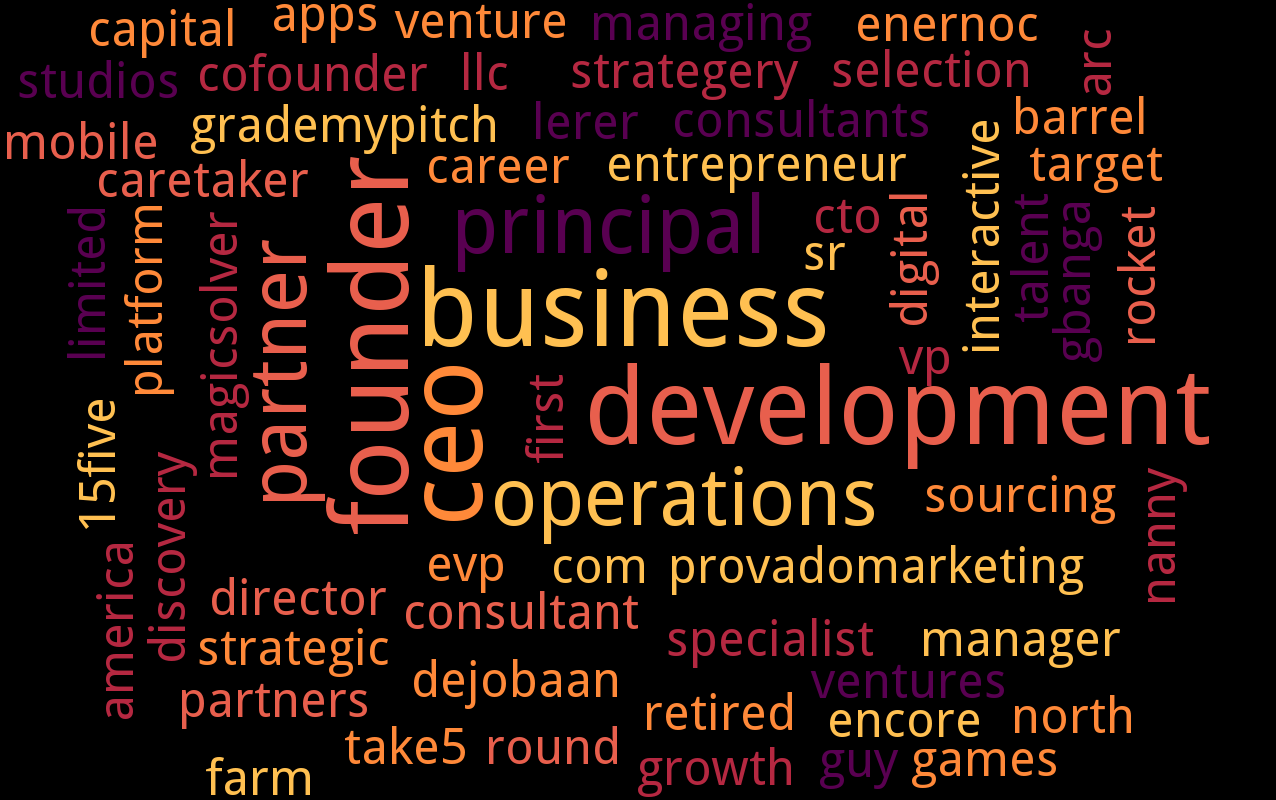 capital apps venture managing enernoc
studios cofounder llc strategery selection arc
mobile grademypitch lerer consultants barrel
caretaker career entrepreneur interactive target
limited platform magicsolver partner founder principal cto digital talent gbanga rocket
sr
business
vp
15five ceo first development
discovery operations sourcing nanny
america evp com provadomarketing
director consultant
strategic specialist manager
partners dejobaan ventures
retired encore north
take5 round growth guy games
farm